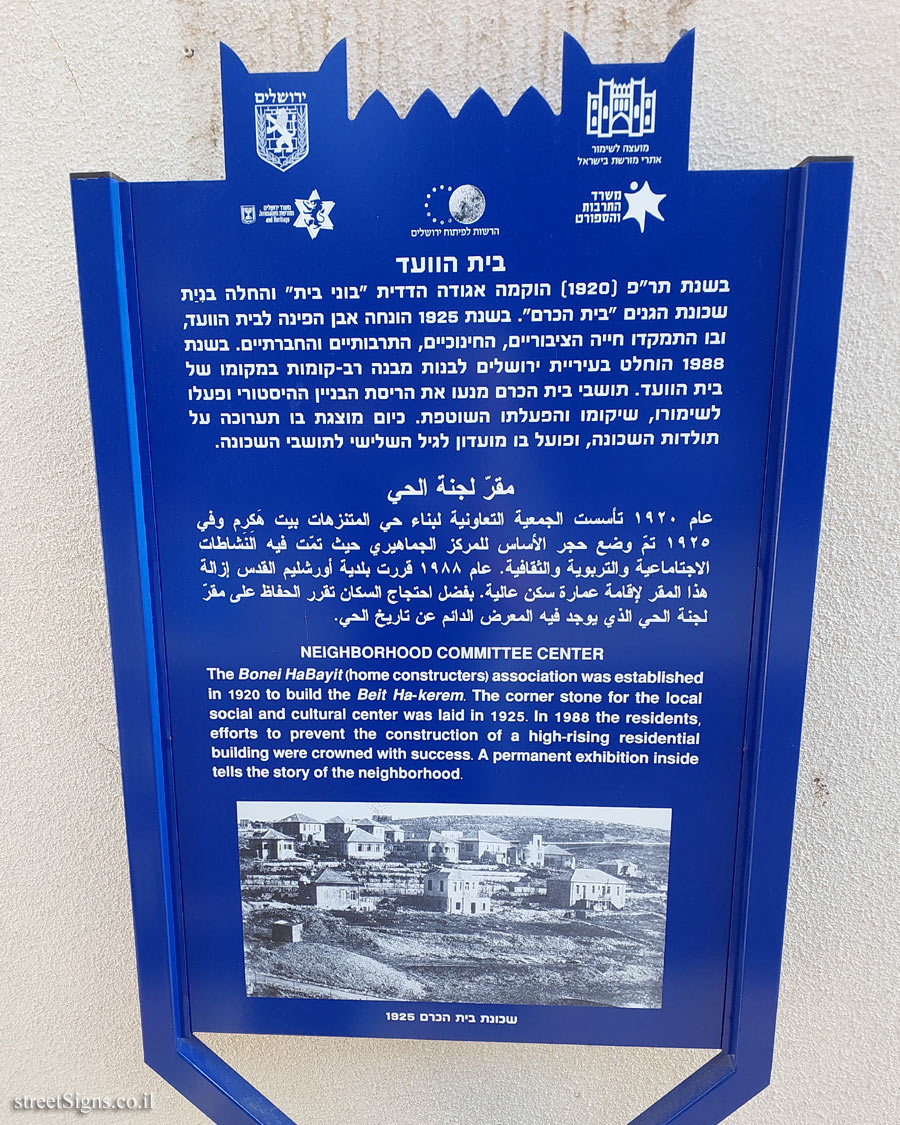 ירושלים
מועצה לשימור
אתרי מורשת בישראל
משרד ירושלים
ומורשת
Jerusalem
and Heritage
הרשות לפיתוח ירושלים
משרד
התרבות
והספורט
בית הוועד
בשנת תר"פ (1920) הוקמה אגודה הדדית "בוני בית" והחלה בנִיַת
שכונת הגנים "בית הכרם". בשנת 1925 הונחה אבן הפינה לבית הוועד,
ובו התמקדו חייה הציבוריים, החינוכיים, התרבותיים והחברתיים. בשנת
1988 הוחלט בעיריית ירושלים לבנות מבנה רב-קומות במקומו של
בית הוועד. תושבי בית הכרם מנעו את הריסת הבניין ההיסטורי ופעלו
לשימורו, שיקומו והפעלתו השוטפת. כיום מוצגת בו תערוכה על
תולדות השכונה, ופועל בו מועדון לגיל השלישי לתושבי השכונה.
مقرّ لجنة الحي
عام ١٩٢٠ تأسست الجمعية التعاونية لبناء حي المتنزهات بيت هَكرِم وفي
١٩٢٥ تمّ وضع حجر الأساس للمركز الجماهيري حيث تمّت فيه النشاطات
الاجتماعية والتربوية والثقافية. عام ١٩٨٨ قررت بلدية أورشليم القدس إزالة
هذا المقر لإقامة عمارة سكن عالية. بفضل احتجاج السكان تقرر الحفاظ على مقرّ
لجنة الحي الذي يوجد فيه المعرض الدائم عن تاريخ الحي.
NEIGHBORHOOD COMMITTEE CENTER
The Bonei HaBayit (home constructers) association was established
in 1920 to build the Beit Ha-kerem. The corner stone for the local
social and cultural center was laid in 1925. In 1988 the residents,
efforts to prevent the construction of a high-rising residential
building were crowned with success. A permanent exhibition inside
tells the story of the neighborhood.
שכונת בית הכרם 1925
streetSigns.co.il